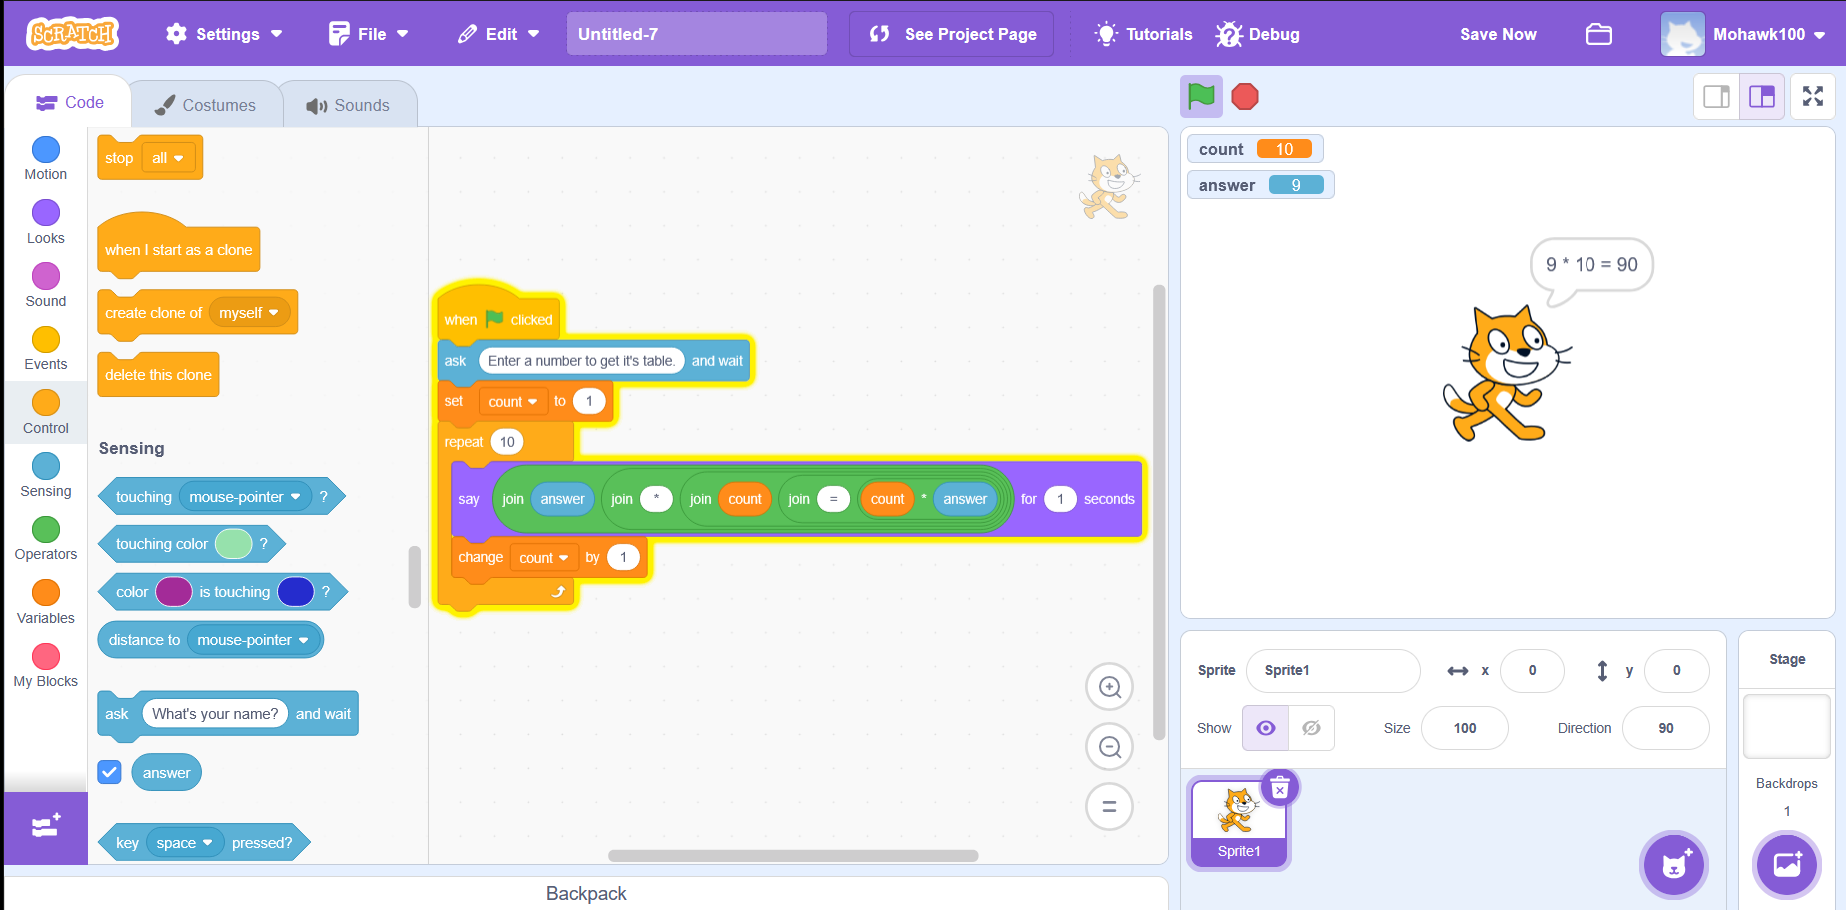 SCRATCH Settings File Edit Untitled-7 See Project Page Tutorials Debug Save Now Mohawk100
Code Costumes Sounds
Motion
Looks
Sound
Events
Control
Sensing
Operators
Variables
My Blocks
stop all
when I start as a clone
create clone of myself
delete this clone
Sensing
touching mouse-pointer ?
touching color ?
color is touching ?
distance to mouse-pointer
ask What's your name? and wait
answer
key space pressed?
when clicked
ask Enter a number to get it's table. and wait
set count to 1
repeat 10
say join answer join * join count join = count * answer for 1 seconds
change count by 1
Backpack
count 10
answer 9
9 * 10 = 90
Sprite Sprite1 x 0 y 0
Show Size 100 Direction 90
Sprite1
Stage
Backdrops
1